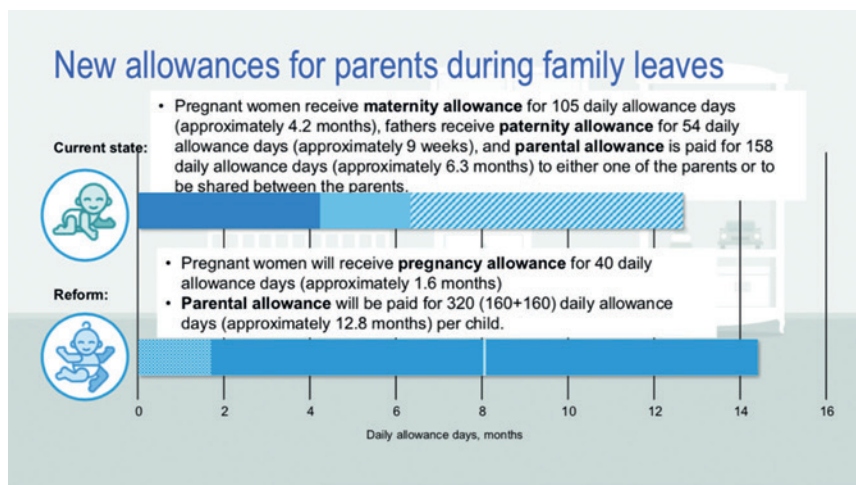 New allowances for parents during family leaves
• Pregnant women receive maternity allowance for 105 daily allowance days
(approximately 4.2 months), fathers receive paternity allowance for 54 daily
allowance days (approximately 9 weeks), and parental allowance is paid for 158
daily allowance days (approximately 6.3 months) to either one of the parents or to
be shared between the parents.
Current state:
• Pregnant women will receive pregnancy allowance for 40 daily
allowance days (approximately 1.6 months)
• Parental allowance will be paid for 320 (160+160) daily allowance
days (approximately 12.8 months) per child.
Reform:
0 2 4 6 8 10 12 14 16
Daily allowance days, months